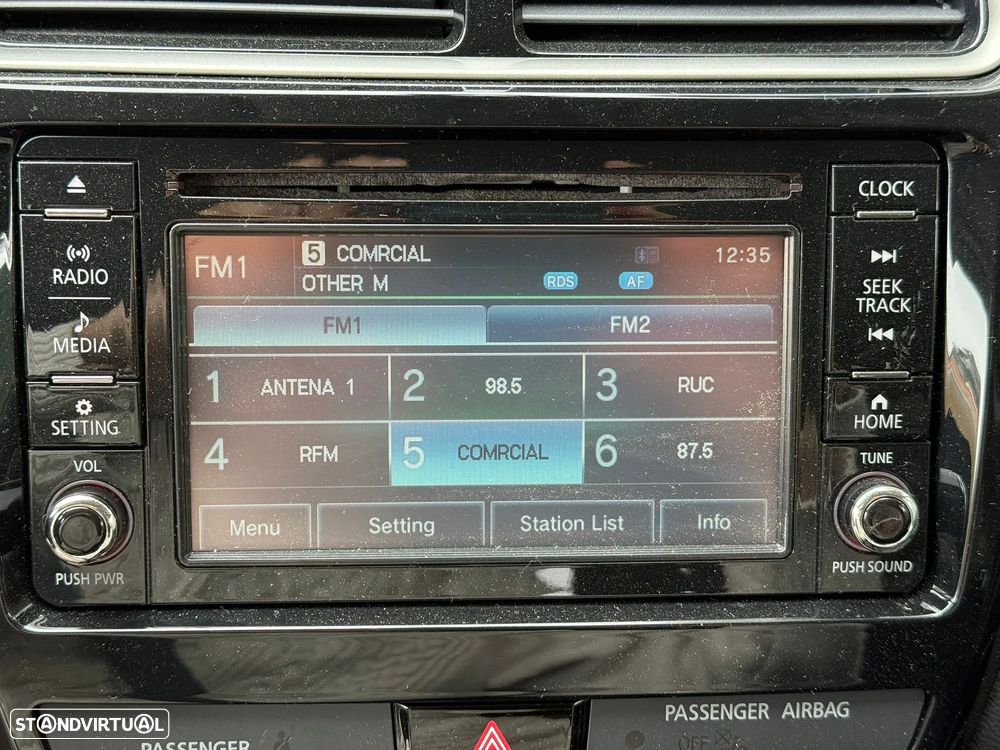 CLOCK
RADIO
MEDIA
SEEK
TRACK
SETTING
HOME
VOL
TUNE
PUSH PWR
PUSH SOUND
FM1
5 COMRCIAL
12:35
OTHER M
RDS
AF
FM1
FM2
1 ANTENA 1
2 98.5
3 RUC
4 RFM
5 COMRCIAL
6 87.5
Menu
Setting
Station List
Info
PASSENGER AIRBAG
PASSENGER
OFF
STANDVIRTUAL